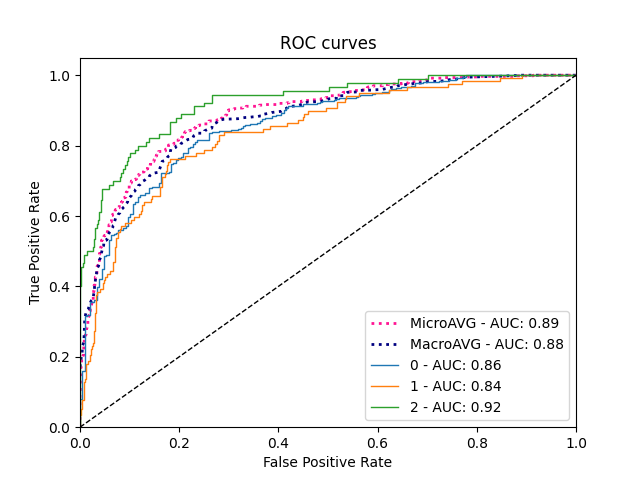 ROC curves
True Positive Rate
1.0
0.8
0.6
0.4
0.2
0.0
MicroAVG - AUC: 0.89
MacroAVG - AUC: 0.88
0 - AUC: 0.86
1 - AUC: 0.84
2 - AUC: 0.92
0.0 0.2 0.4 0.6 0.8 1.0
False Positive Rate